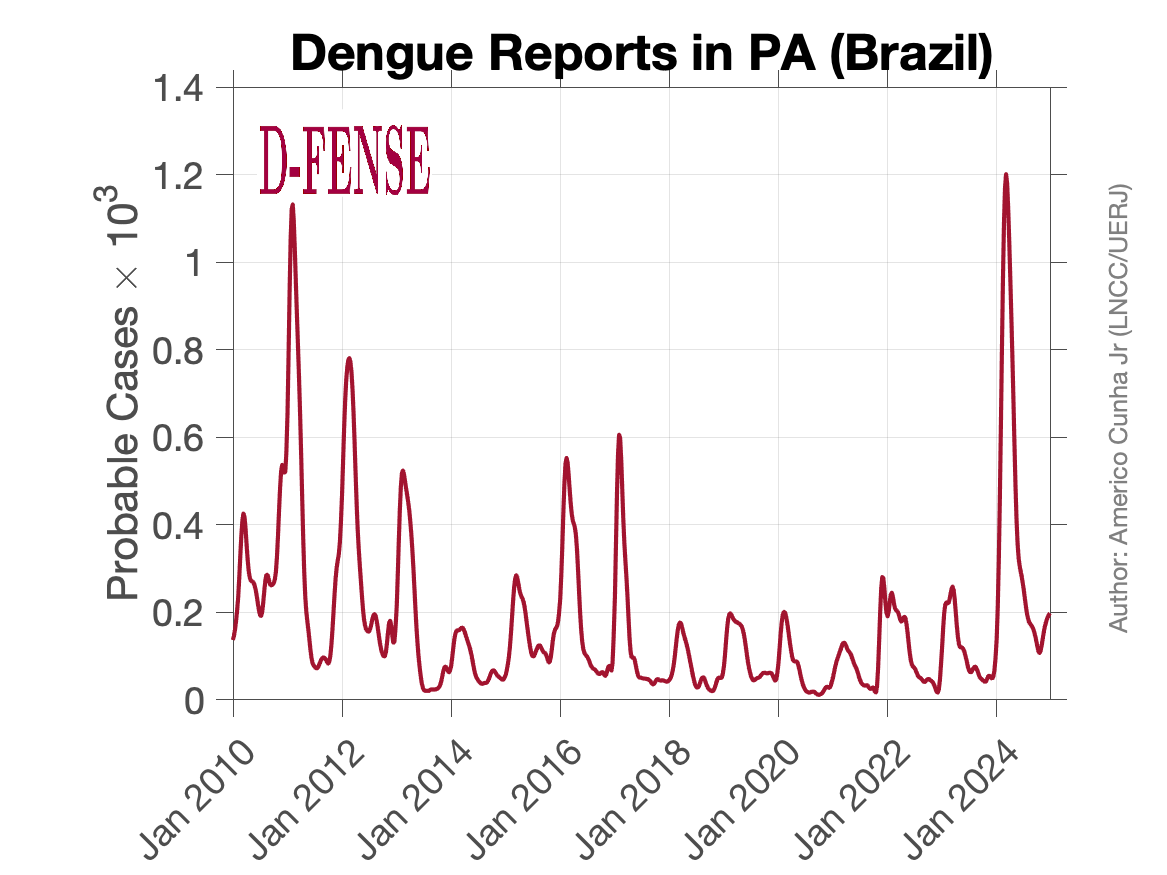 Dengue Reports in PA (Brazil)
D-FENSE
1.4
1.2
1
0.8
0.6
0.4
0.2
0
Probable Cases × 10³
Jan 2010
Jan 2012
Jan 2014
Jan 2016
Jan 2018
Jan 2020
Jan 2022
Jan 2024
Author: Americo Cunha Jr (LNCC/UERJ)